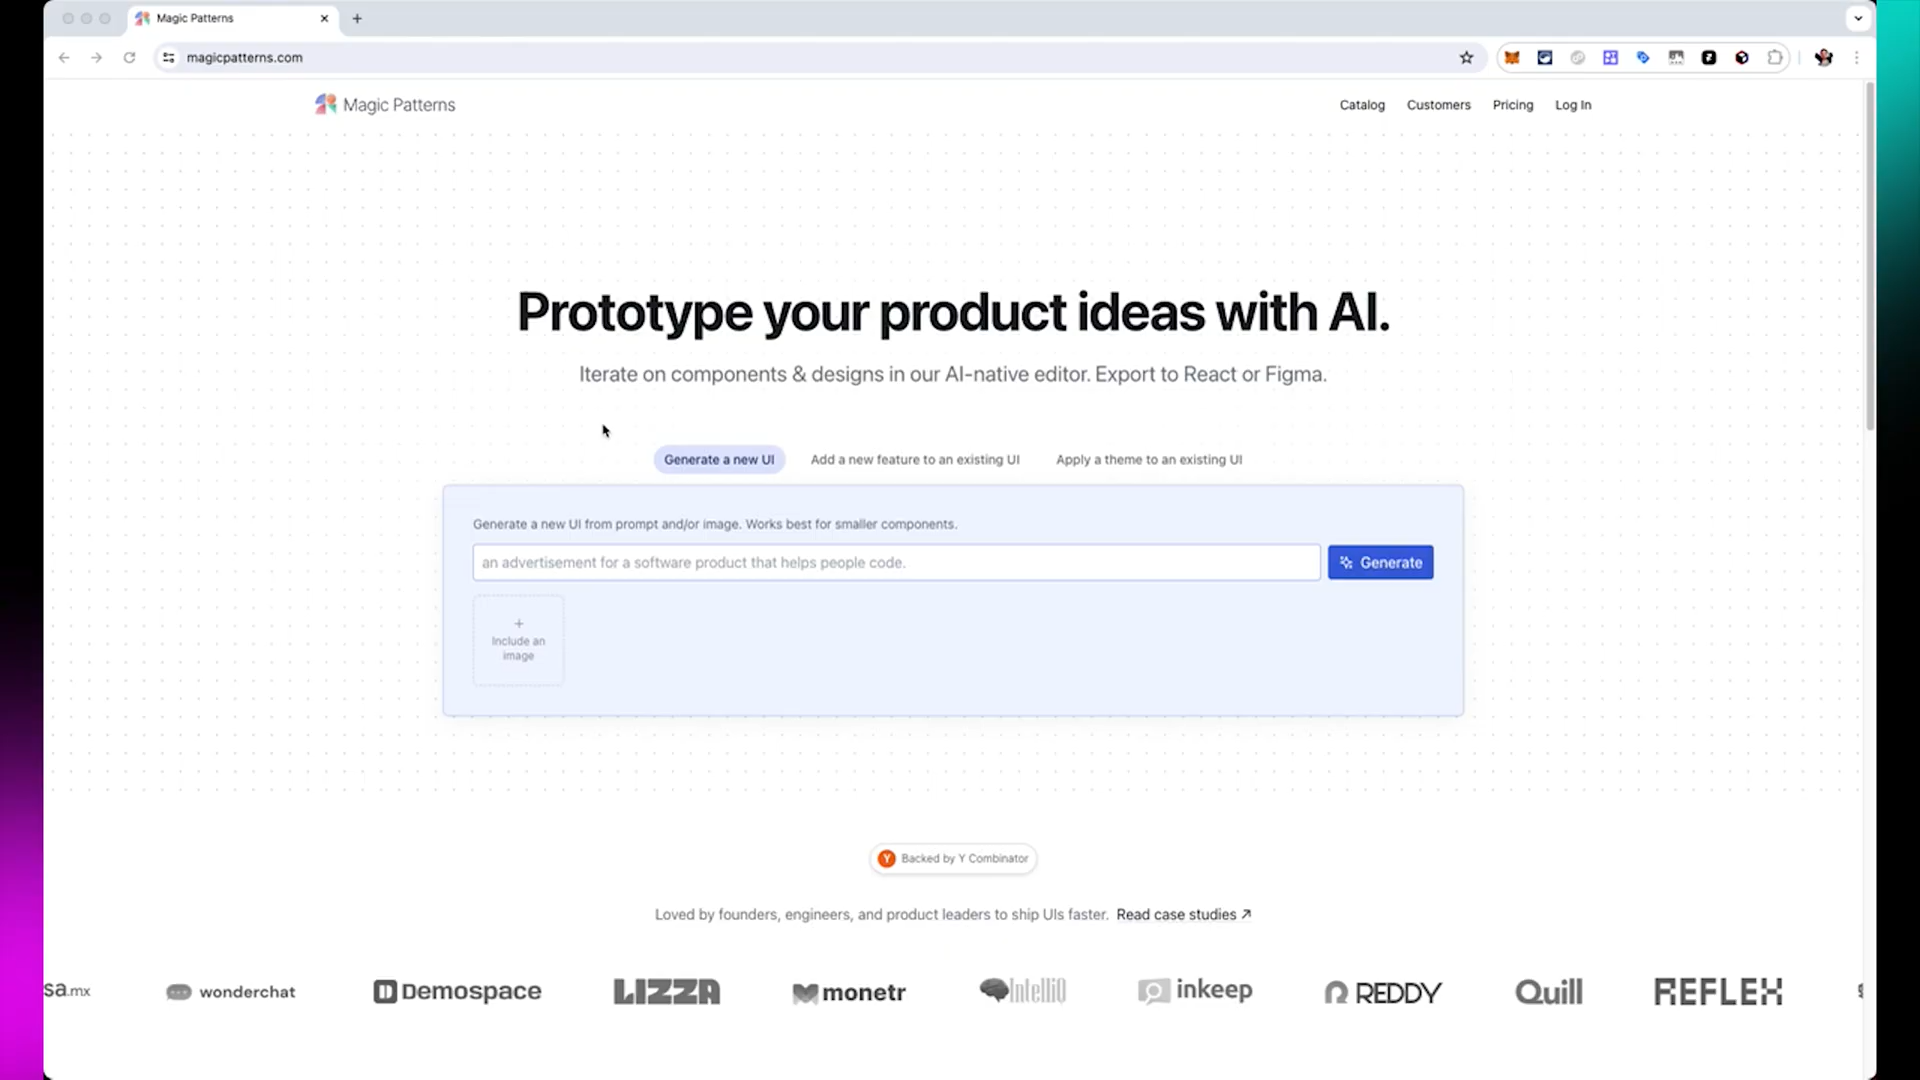 Magic Patterns
magicpatterns.com
Magic Patterns
Catalog
Customers
Pricing
Log In
Prototype your product ideas with AI.
Iterate on components & designs in our AI-native editor. Export to React or Figma.
Generate a new UI
Add a new feature to an existing UI
Apply a theme to an existing UI
Generate a new UI from prompt and/or image. Works best for smaller components.
an advertisement for a software product that helps people code.
Generate
+
Include an
image
Y Backed by Y Combinator
Loved by founders, engineers, and product leaders to ship UIs faster. Read case studies ↗
sa.mx
wonderchat
Demospace
LIZZA
monetr
IntelliQ
inkeep
REDDY
Quill
REFLEX